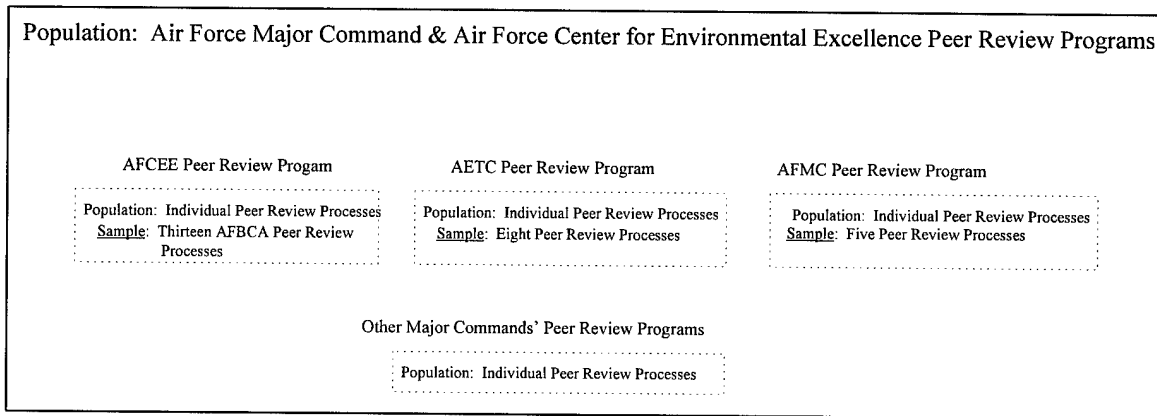 Population: Air Force Major Command & Air Force Center for Environmental Excellence Peer Review Programs
AFCEE Peer Review Progam
Population: Individual Peer Review Processes
Sample: Thirteen AFBCA Peer Review
Processes
AETC Peer Review Program
Population: Individual Peer Review Processes
Sample: Eight Peer Review Processes
AFMC Peer Review Program
Population: Individual Peer Review Processes
Sample: Five Peer Review Processes
Other Major Commands' Peer Review Programs
Population: Individual Peer Review Processes